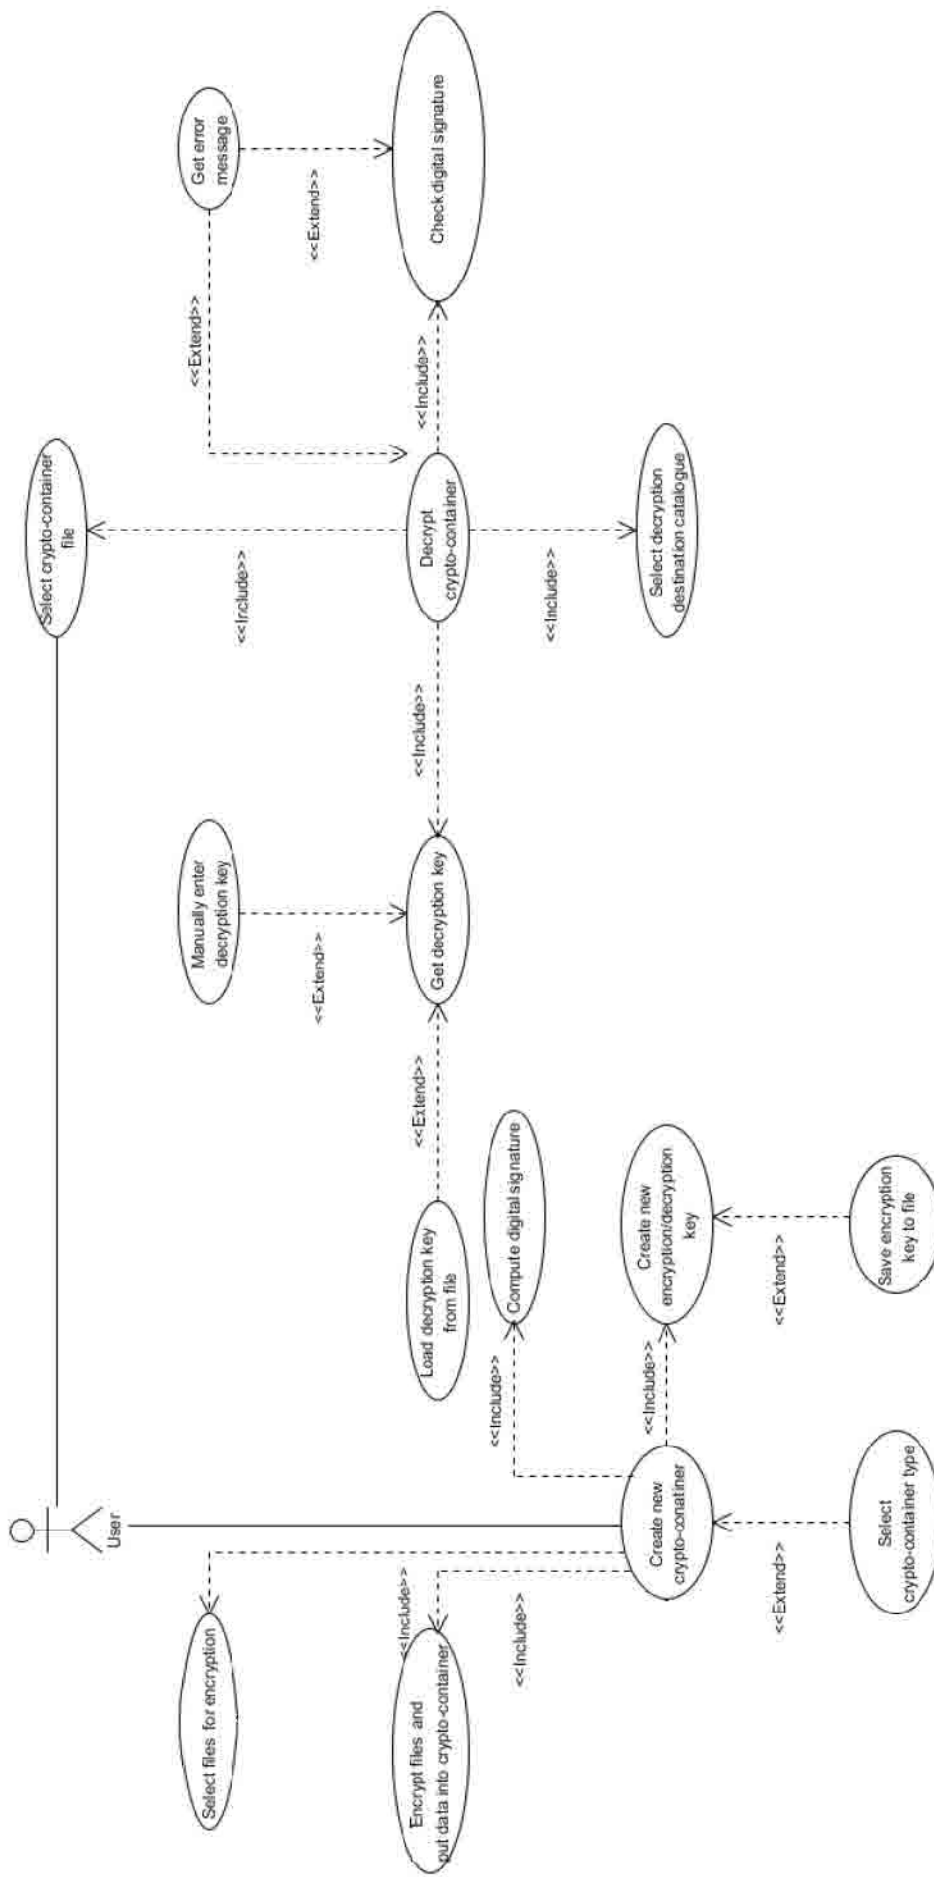 Select files for encryption
Encrypt files and
put data into crypto-container
<<Include>>
<<Include>>
User
Create new
crypto-conatiner
<<Extend>>
Select
crypto-container type
<<Include>>
<<Include>>
Compute digital signature
Create new
encryption/decryption
key
<<Extend>>
Save encryption
key to file
Load decryption key
from file
<<Extend>>
Manually enter
decryption key
<<Extend>>
Get decryption key
<<Include>>
Select crypto-container
file
<<Include>>
Decrypt
crypto-container
<<Include>>
Select decryption
destination catalogue
<<Include>>
<<Extend>>
Get error
message
<<Extend>>
Check digital signature